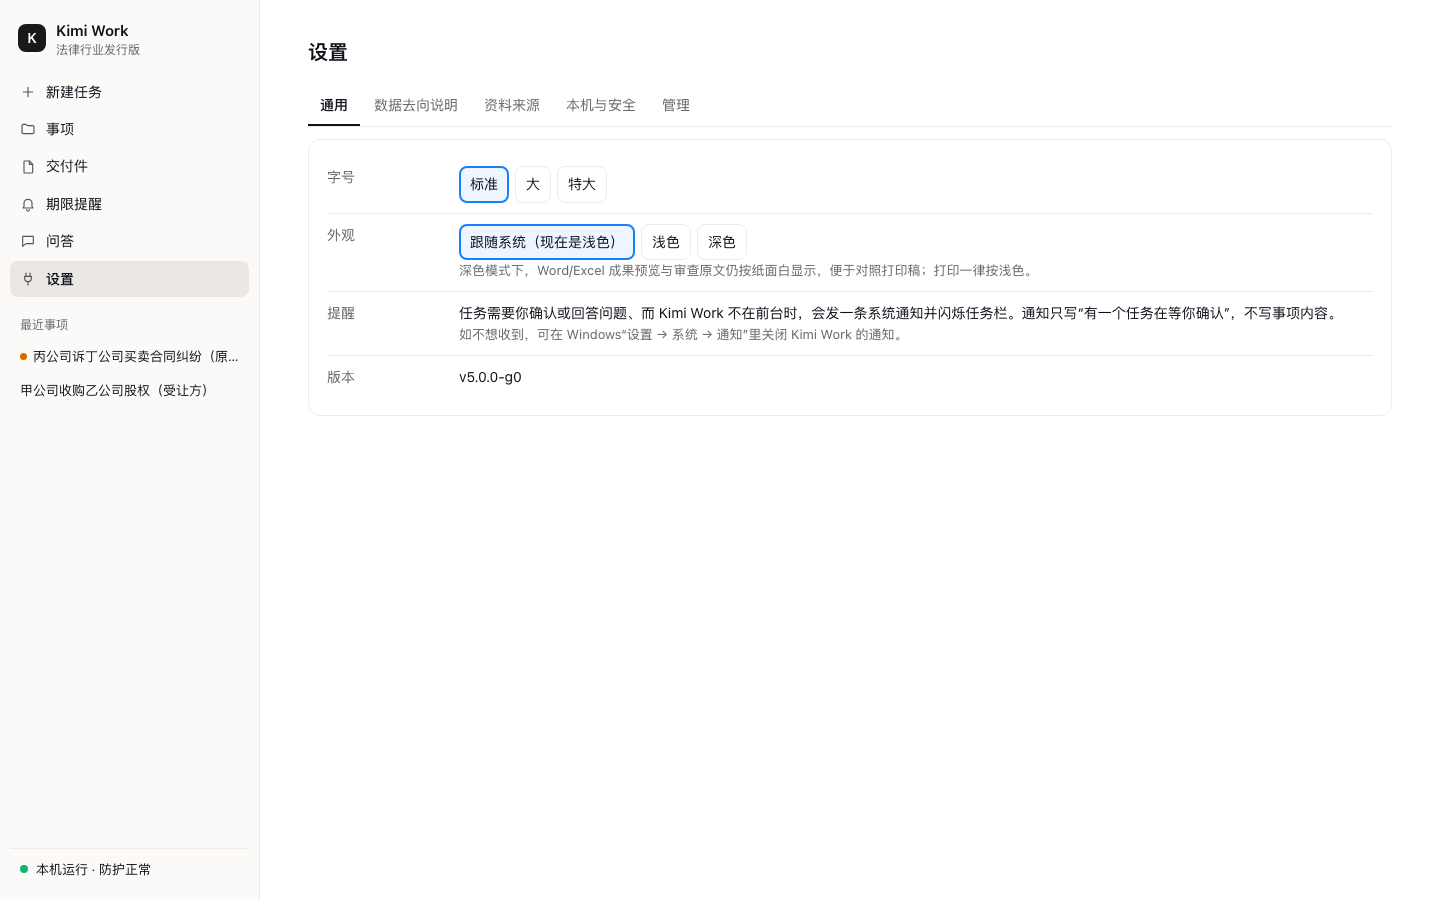 K
Kimi Work
法律行业发行版
新建任务
事项
交付件
期限提醒
问答
设置
最近事项
丙公司诉丁公司买卖合同纠纷（原...
甲公司收购乙公司股权（受让方）
本机运行 · 防护正常
设置
通用 数据去向说明 资料来源 本机与安全 管理
字号 标准 大 特大
外观 跟随系统（现在是浅色） 浅色 深色
深色模式下，Word/Excel 成果预览与审查原文仍按纸面白显示，便于对照打印稿；打印一律按浅色。
提醒 任务需要你确认或回答问题、而 Kimi Work 不在前台时，会发一条系统通知并闪烁任务栏。通知只写“有一个任务在等你确认”，不写事项内容。
如不想收到，可在 Windows“设置 → 系统 → 通知”里关闭 Kimi Work 的通知。
版本 v5.0.0-g0